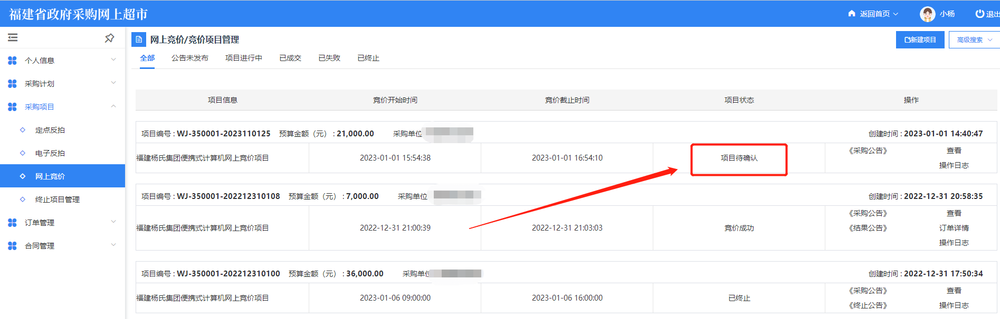 福建省政府采购网上超市
返回首页
小杨
退出
网上竞价/竞价项目管理
新建项目
高级搜索
全部 公告未发布 项目进行中 已成交 已失败 已终止
个人信息
采购计划
采购项目
定点反拍
电子反拍
网上竞价
终止项目管理
订单管理
合同管理
项目信息 竞价开始时间 竞价截止时间 项目状态 操作
项目编号 : WJ-350001-2023110125 预算金额（元） : 21,000.00 采购单位 创建时间 : 2023-01-01 14:40:47
福建杨氏集团便携式计算机网上竞价项目 2023-01-01 15:54:38 2023-01-01 16:54:10 项目待确认
《采购公告》 查看
操作日志
项目编号 : WJ-350001-202212310108 预算金额（元） : 7,000.00 采购单位 创建时间 : 2022-12-31 20:58:35
福建杨氏集团便携式计算机网上竞价项目 2022-12-31 21:00:39 2022-12-31 21:03:03 竞价成功
《采购公告》 查看
《结果公告》 订单详情
操作日志
项目编号 : WJ-350001-202212310100 预算金额（元） : 36,000.00 采购单位 创建时间 : 2022-12-31 17:50:34
福建杨氏集团便携式计算机网上竞价项目 2023-01-06 09:00:00 2023-01-06 16:00:00 已终止
《采购公告》 查看
《终止公告》 操作日志